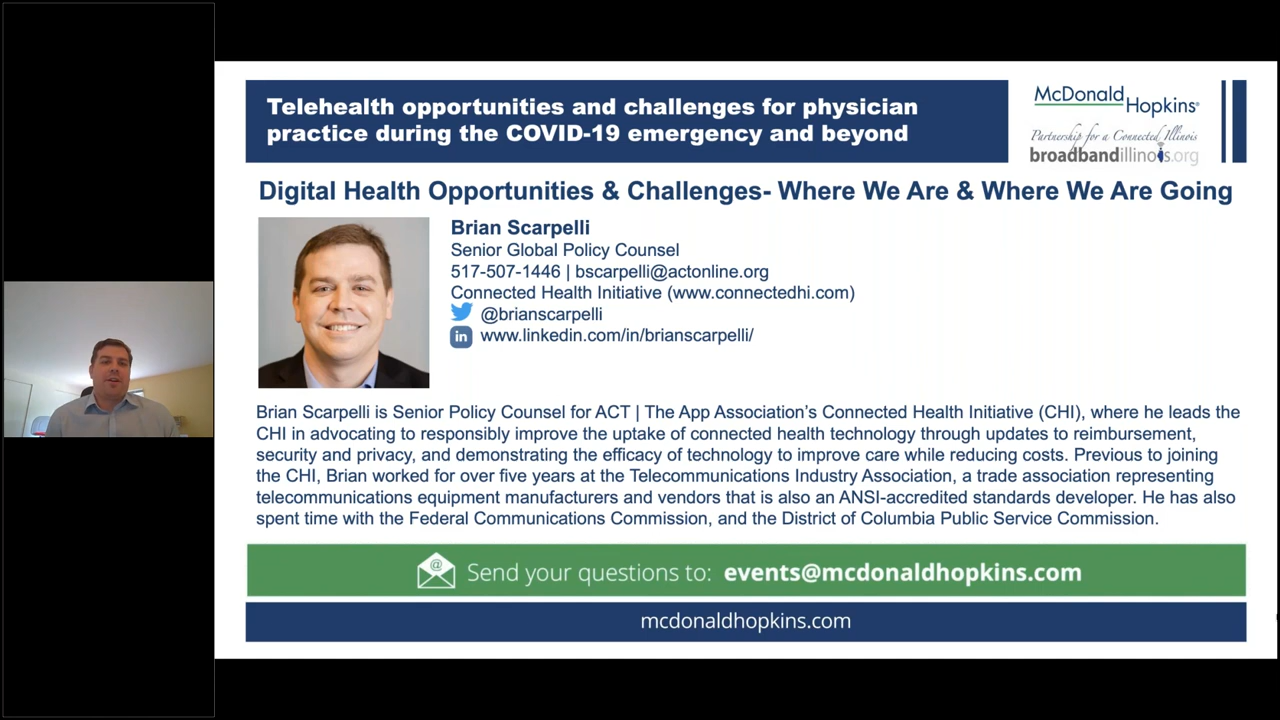 Telehealth opportunities and challenges for physician
practice during the COVID-19 emergency and beyond
McDonald
Hopkins
Partnership for a Connected Illinois
broadbandillinois.org
Digital Health Opportunities & Challenges- Where We Are & Where We Are Going
Brian Scarpelli
Senior Global Policy Counsel
517-507-1446 | bscarpelli@actonline.org
Connected Health Initiative (www.connectedhi.com)
@brianscarpelli
in www.linkedin.com/in/brianscarpelli/
Brian Scarpelli is Senior Policy Counsel for ACT | The App Association's Connected Health Initiative (CHI), where he leads the
CHI in advocating to responsibly improve the uptake of connected health technology through updates to reimbursement,
security and privacy, and demonstrating the efficacy of technology to improve care while reducing costs. Previous to joining
the CHI, Brian worked for over five years at the Telecommunications Industry Association, a trade association representing
telecommunications equipment manufacturers and vendors that is also an ANSI-accredited standards developer. He has also
spent time with the Federal Communications Commission, and the District of Columbia Public Service Commission.
@ Send your questions to: events@mcdonaldhopkins.com
mcdonaldhopkins.com